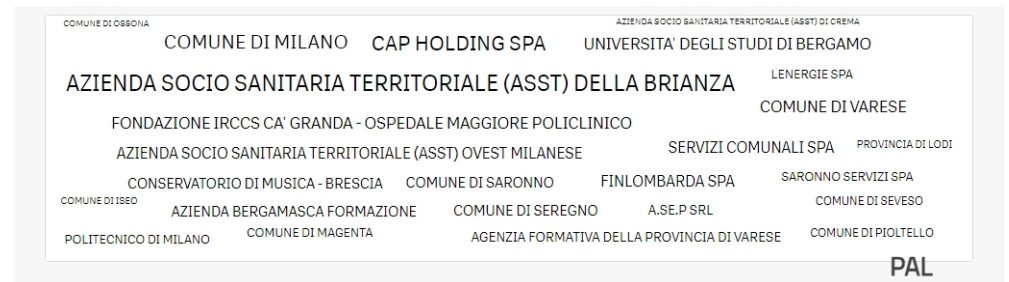 COMUNE DI OSSONA
AZIENDA SOCIO SANITARIA TERRITORIALE (ASST) DI CREMA
COMUNE DI MILANO
CAP HOLDING SPA
UNIVERSITA' DEGLI STUDI DI BERGAMO
AZIENDA SOCIO SANITARIA TERRITORIALE (ASST) DELLA BRIANZA
LENERGIE SPA
COMUNE DI VARESE
FONDAZIONE IRCCS CA' GRANDA - OSPEDALE MAGGIORE POLICLINICO
AZIENDA SOCIO SANITARIA TERRITORIALE (ASST) OVEST MILANESE
SERVIZI COMUNALI SPA
PROVINCIA DI LODI
CONSERVATORIO DI MUSICA - BRESCIA
COMUNE DI SARONNO
FINLOMBARDA SPA
SARONNO SERVIZI SPA
COMUNE DI ISEO
AZIENDA BERGAMASCA FORMAZIONE
COMUNE DI SEREGNO
A.SE.P SRL
COMUNE DI SEVESO
POLITECNICO DI MILANO
COMUNE DI MAGENTA
AGENZIA FORMATIVA DELLA PROVINCIA DI VARESE
COMUNE DI PIOLTELLO
PAL